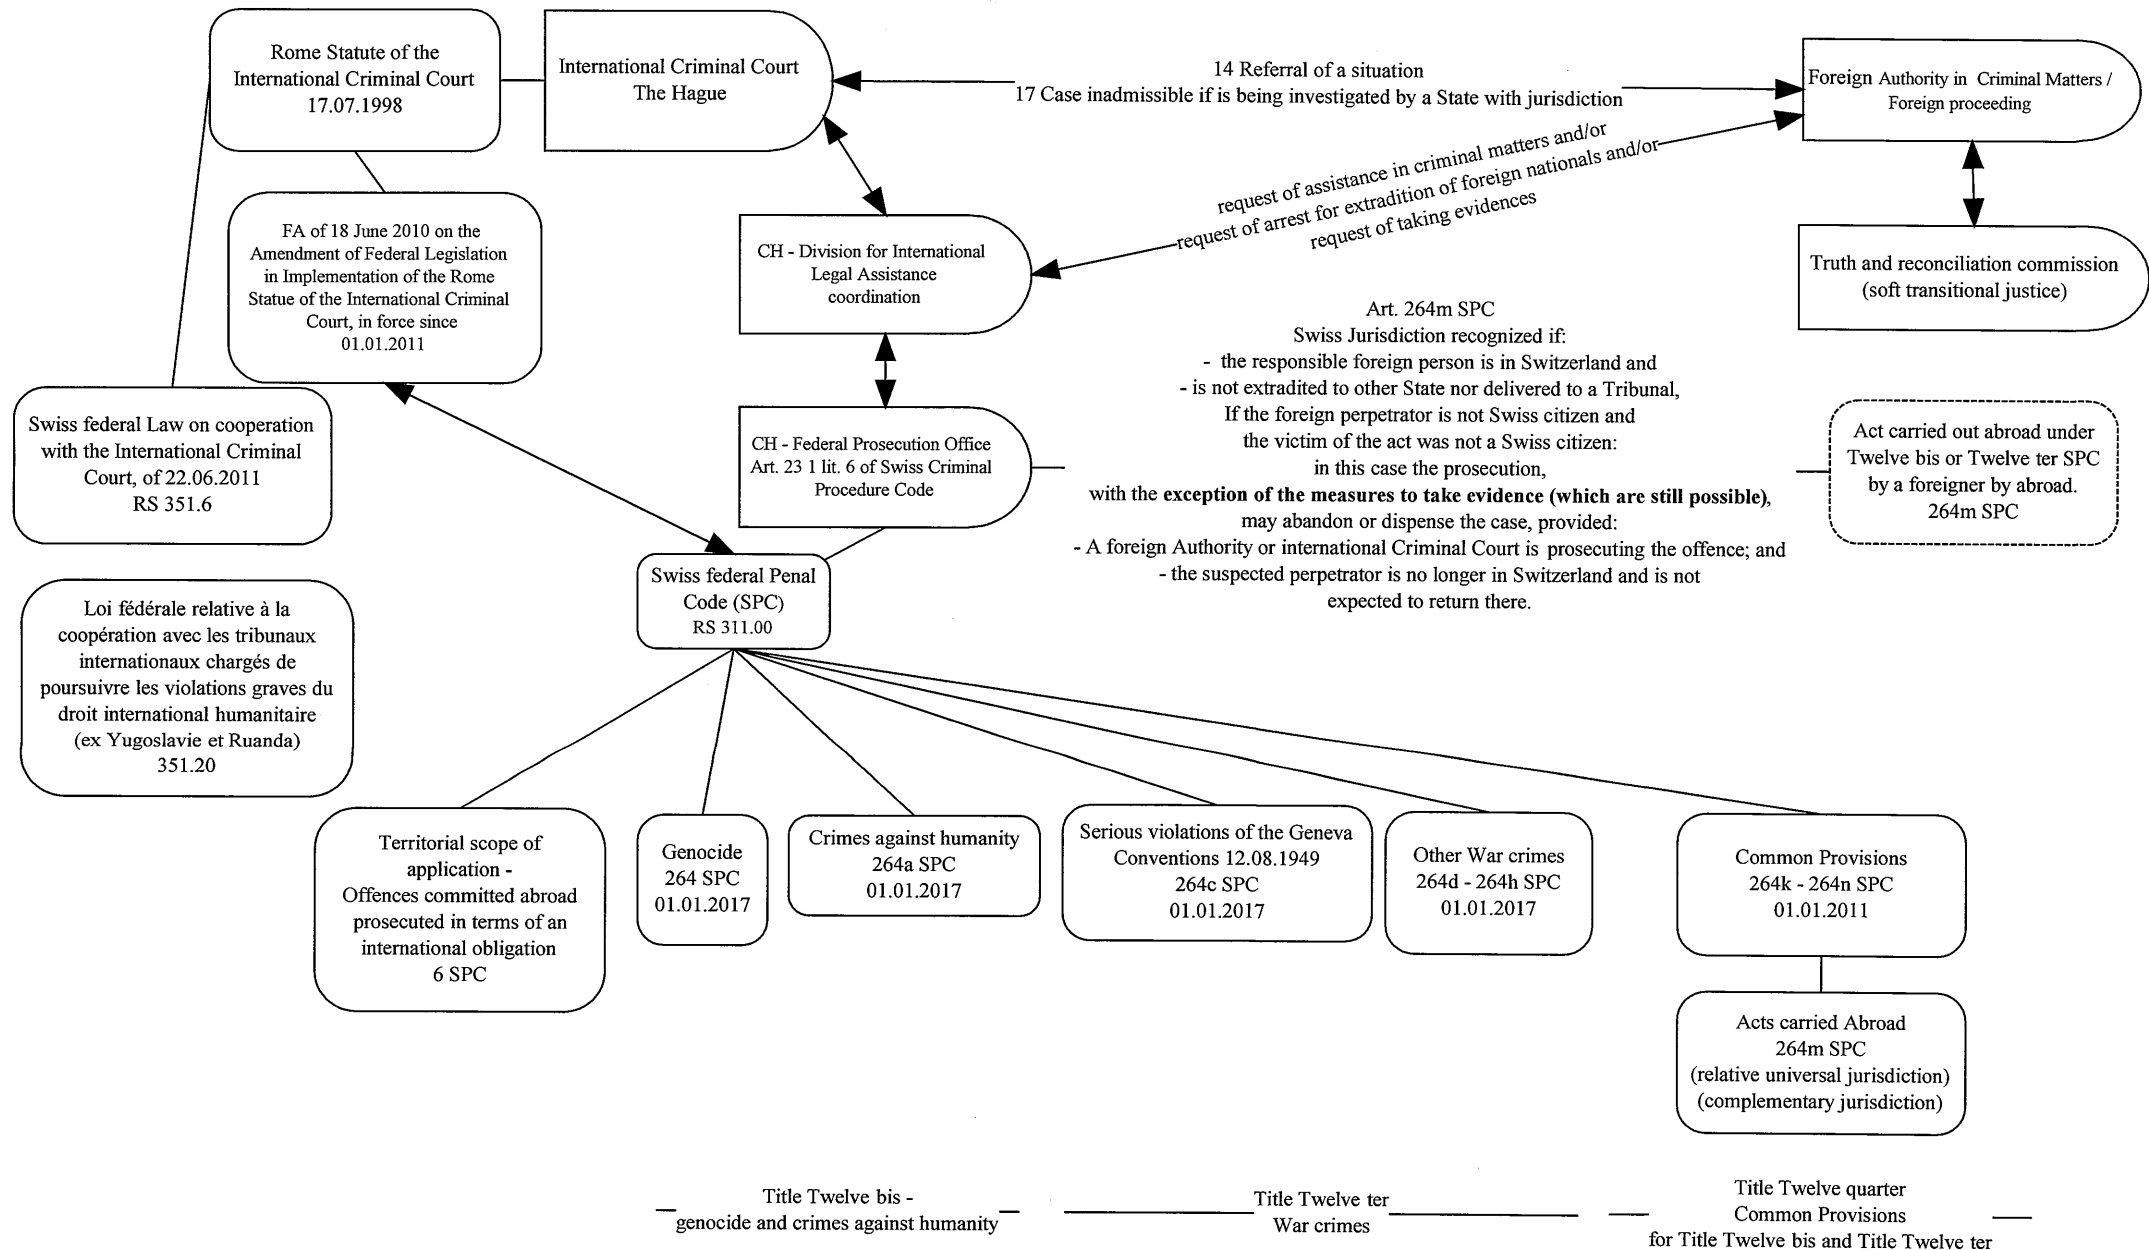 Rome Statute of the
International Criminal Court
17.07.1998
International Criminal Court
The Hague
14 Referral of a situation
17 Case inadmissible if is being investigated by a State with jurisdiction
Foreign Authority in Criminal Matters /
Foreign proceeding
request of assistance in criminal matters and/or
request of arrest for extradition of foreign nationals and/or
request of taking evidences
FA of 18 June 2010 on the
Amendment of Federal Legislation
in Implementation of the Rome
Statue of the International Criminal
Court, in force since
01.01.2011
CH - Division for International
Legal Assistance
coordination
Truth and reconciliation commission
(soft transitional justice)
Art. 264m SPC
Swiss Jurisdiction recognized if:
- the responsible foreign person is in Switzerland and
- is not extradited to other State nor delivered to a Tribunal,
If the foreign perpetrator is not Swiss citizen and
the victim of the act was not a Swiss citizen:
in this case the prosecution,
with the exception of the measures to take evidence (which are still possible),
may abandon or dispense the case, provided:
- A foreign Authority or international Criminal Court is prosecuting the offence; and
- the suspected perpetrator is no longer in Switzerland and is not
expected to return there.
Swiss federal Law on cooperation
with the International Criminal
Court, of 22.06.2011
RS 351.6
CH - Federal Prosecution Office
Art. 23 1 lit. 6 of Swiss Criminal
Procedure Code
Act carried out abroad under
Twelve bis or Twelve ter SPC
by a foreigner by abroad.
264m SPC
Swiss federal Penal
Code (SPC)
RS 311.00
Loi fédérale relative à la
coopération avec les tribunaux
internationaux chargés de
poursuivre les violations graves du
droit international humanitaire
(ex Yugoslavie et Ruanda)
351.20
Territorial scope of
application -
Offences committed abroad
prosecuted in terms of an
international obligation
6 SPC
Genocide
264 SPC
01.01.2017
Crimes against humanity
264a SPC
01.01.2017
Serious violations of the Geneva
Conventions 12.08.1949
264c SPC
01.01.2017
Other War crimes
264d - 264h SPC
01.01.2017
Common Provisions
264k - 264n SPC
01.01.2011
Acts carried Abroad
264m SPC
(relative universal jurisdiction)
(complementary jurisdiction)
Title Twelve bis -
genocide and crimes against humanity
Title Twelve ter
War crimes
Title Twelve quarter
Common Provisions
for Title Twelve bis and Title Twelve ter